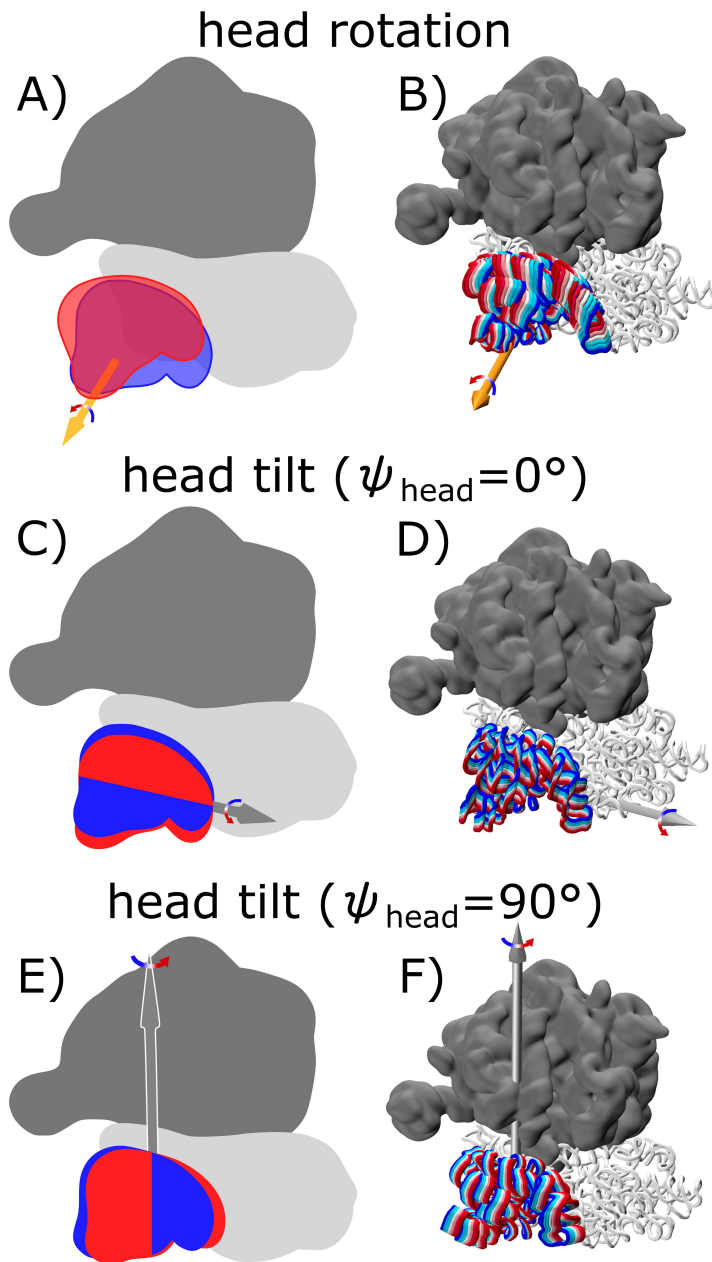 head rotation
A) B)
head tilt (ψhead=0°)
C) D)
head tilt (ψhead=90°)
E) F)